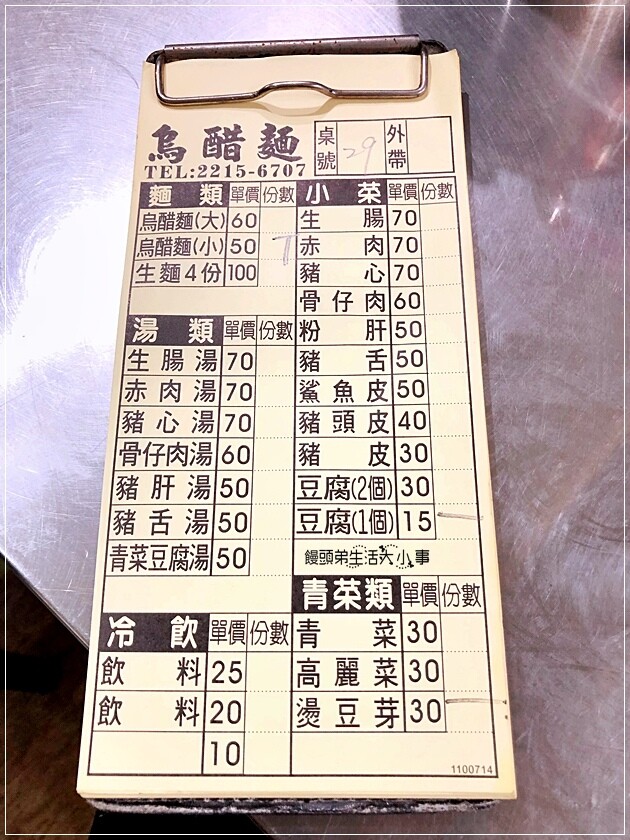 烏醋麵
TEL:2215-6707
桌號 29 外帶
麵類 單價 份數
烏醋麵(大) 60
烏醋麵(小) 50
生麵4份 100
湯類 單價 份數
生腸湯 70
赤肉湯 70
豬心湯 70
骨仔肉湯 60
豬肝湯 50
豬舌湯 50
青菜豆腐湯 50
冷飲 單價 份數
飲料 25
飲料 20
10
小菜 單價 份數
生腸 70
赤肉 70
豬心 70
骨仔肉 60
粉肝 50
豬舌 50
鯊魚皮 50
豬頭皮 40
豬皮 30
豆腐(2個) 30
豆腐(1個) 15
饅頭弟生活大小事
青菜類 單價 份數
青菜 30
高麗菜 30
燙豆芽 30
1100714